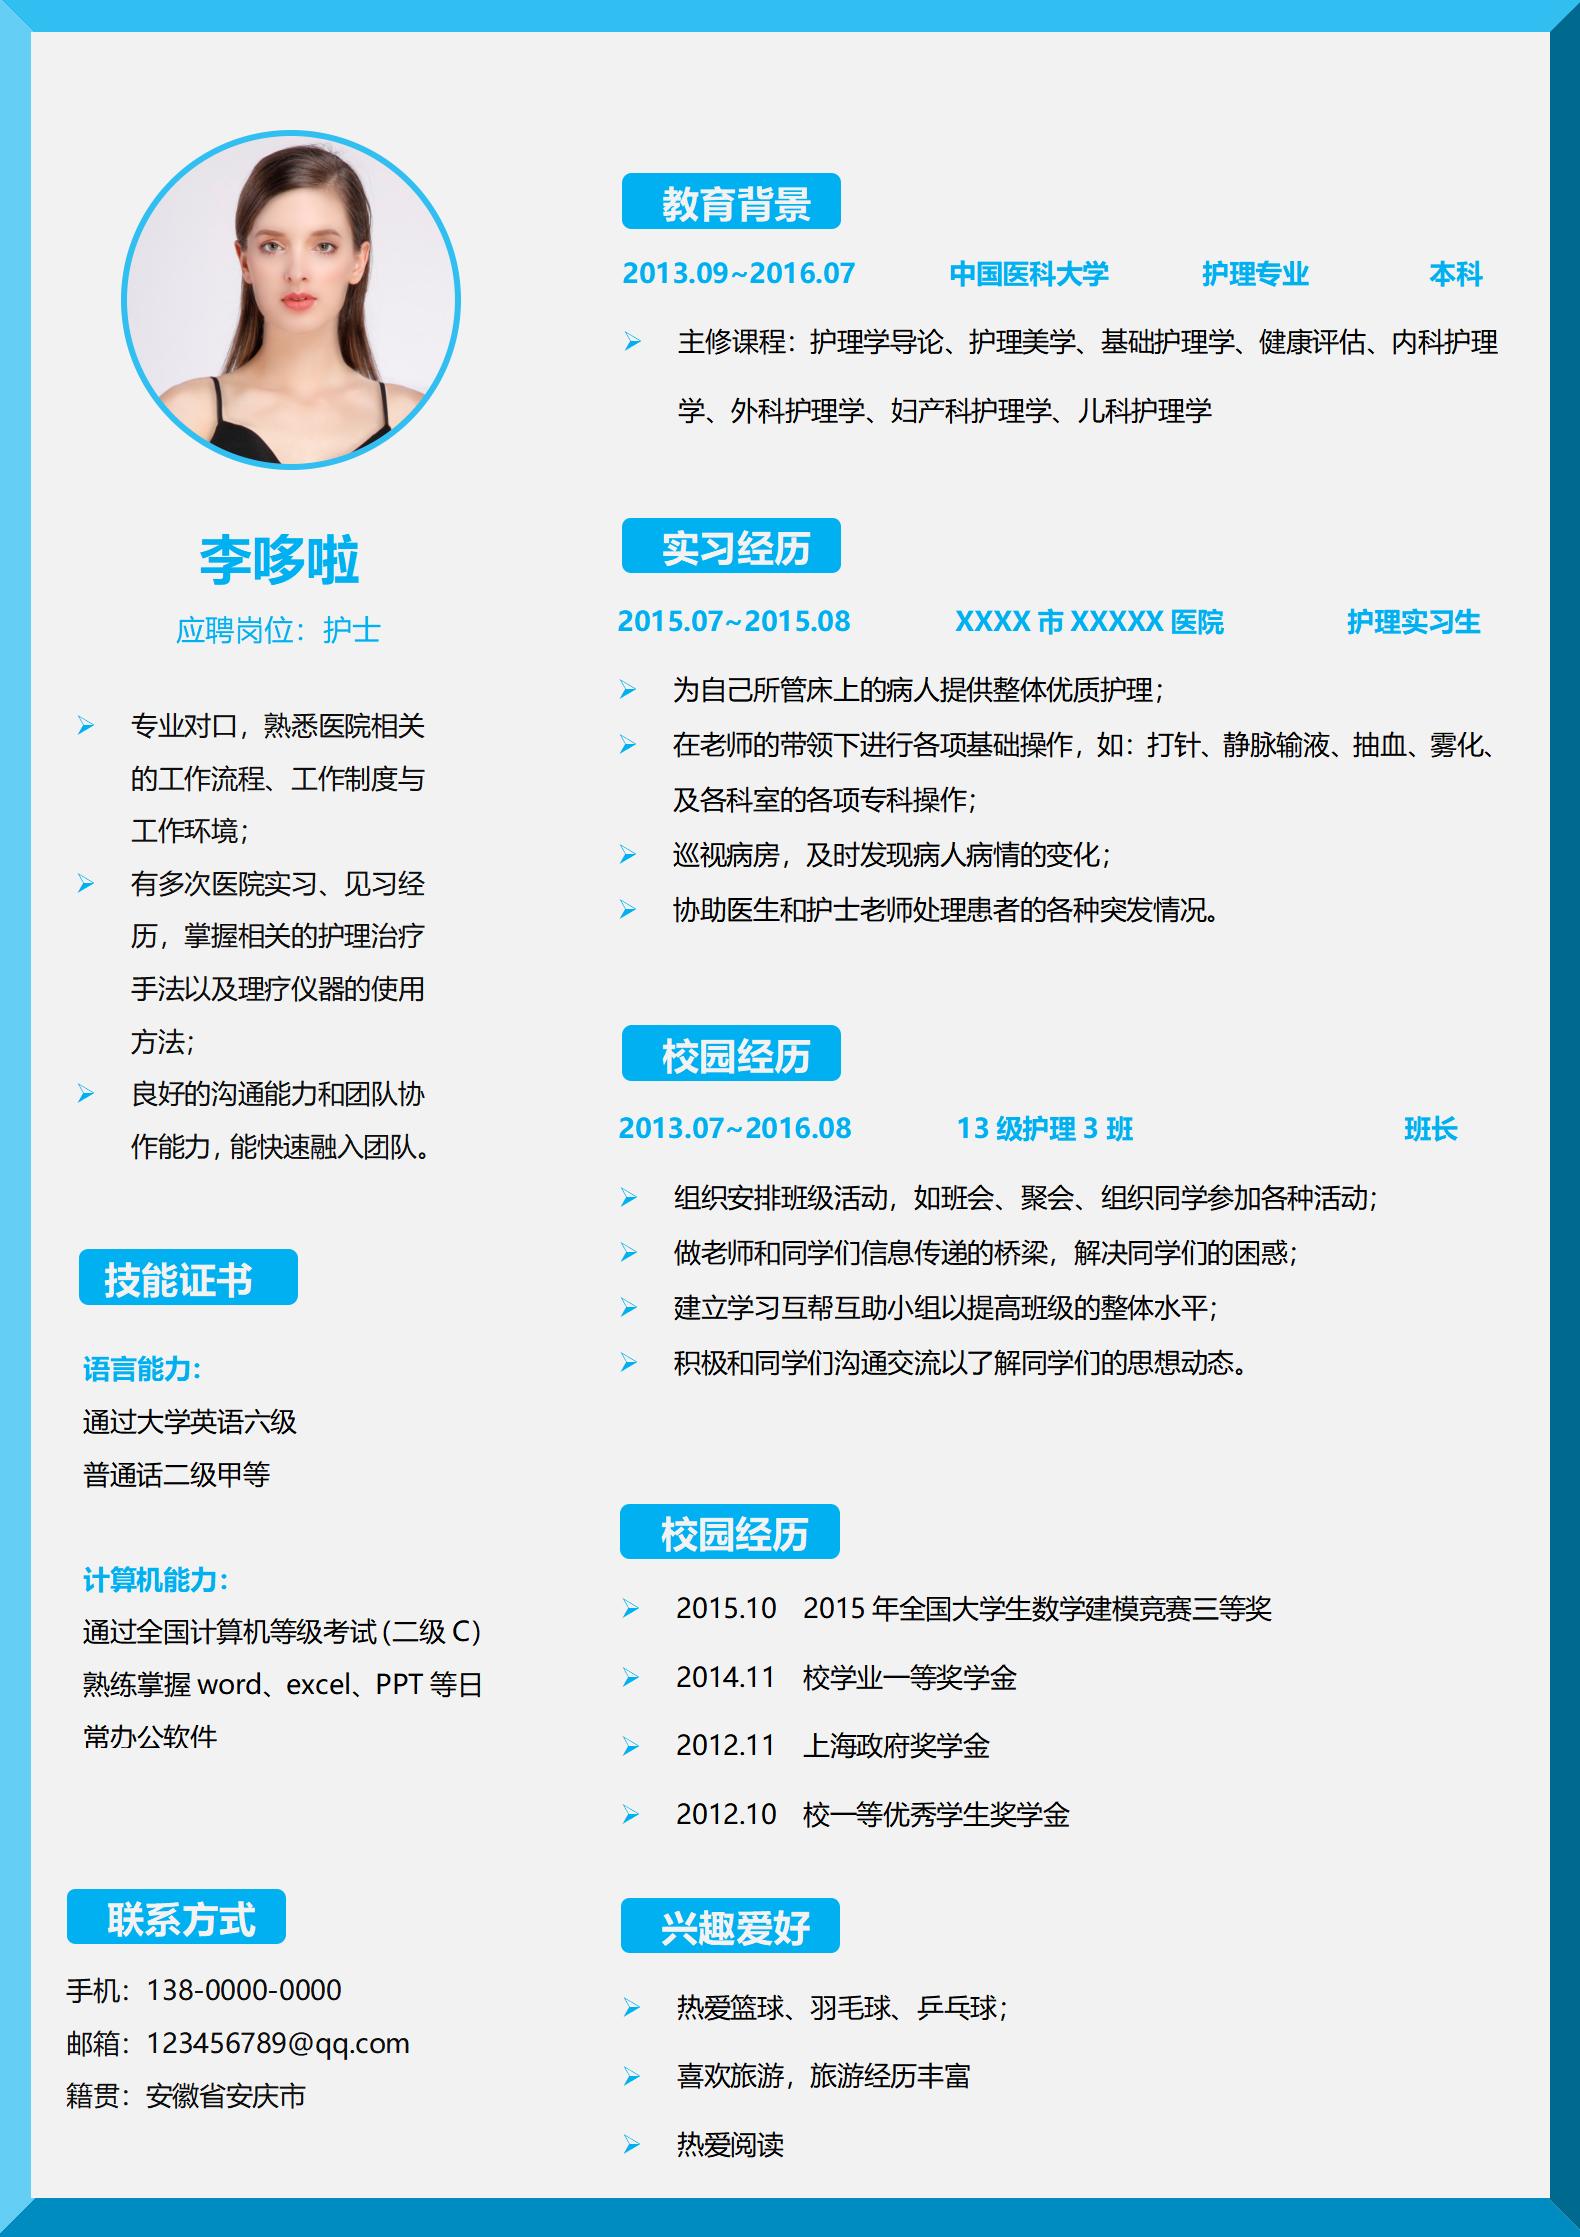 李哆啦
应聘岗位：护士
专业对口，熟悉医院相关
的工作流程、工作制度与
工作环境；
有多次医院实习、见习经
历，掌握相关的护理治疗
手法以及理疗仪器的使用
方法；
良好的沟通能力和团队协
作能力，能快速融入团队。
技能证书
语言能力：
通过大学英语六级
普通话二级甲等
计算机能力：
通过全国计算机等级考试(二级 C)
熟练掌握 word、excel、PPT 等日
常办公软件
联系方式
手机：138-0000-0000
邮箱：123456789@qq.com
籍贯：安徽省安庆市
教育背景
2013.09~2016.07 中国医科大学 护理专业 本科
主修课程：护理学导论、护理美学、基础护理学、健康评估、内科护理
学、外科护理学、妇产科护理学、儿科护理学
实习经历
2015.07~2015.08 XXXX 市 XXXXX 医院 护理实习生
为自己所管床上的病人提供整体优质护理；
在老师的带领下进行各项基础操作，如：打针、静脉输液、抽血、雾化、
及各科室的各项专科操作；
巡视病房，及时发现病人病情的变化；
协助医生和护士老师处理患者的各种突发情况。
校园经历
2013.07~2016.08 13 级护理 3 班 班长
组织安排班级活动，如班会、聚会、组织同学参加各种活动；
做老师和同学们信息传递的桥梁，解决同学们的困惑；
建立学习互帮互助小组以提高班级的整体水平；
积极和同学们沟通交流以了解同学们的思想动态。
校园经历
2015.10 2015 年全国大学生数学建模竞赛三等奖
2014.11 校学业一等奖学金
2012.11 上海政府奖学金
2012.10 校一等优秀学生奖学金
兴趣爱好
热爱篮球、羽毛球、乒乓球；
喜欢旅游，旅游经历丰富
热爱阅读